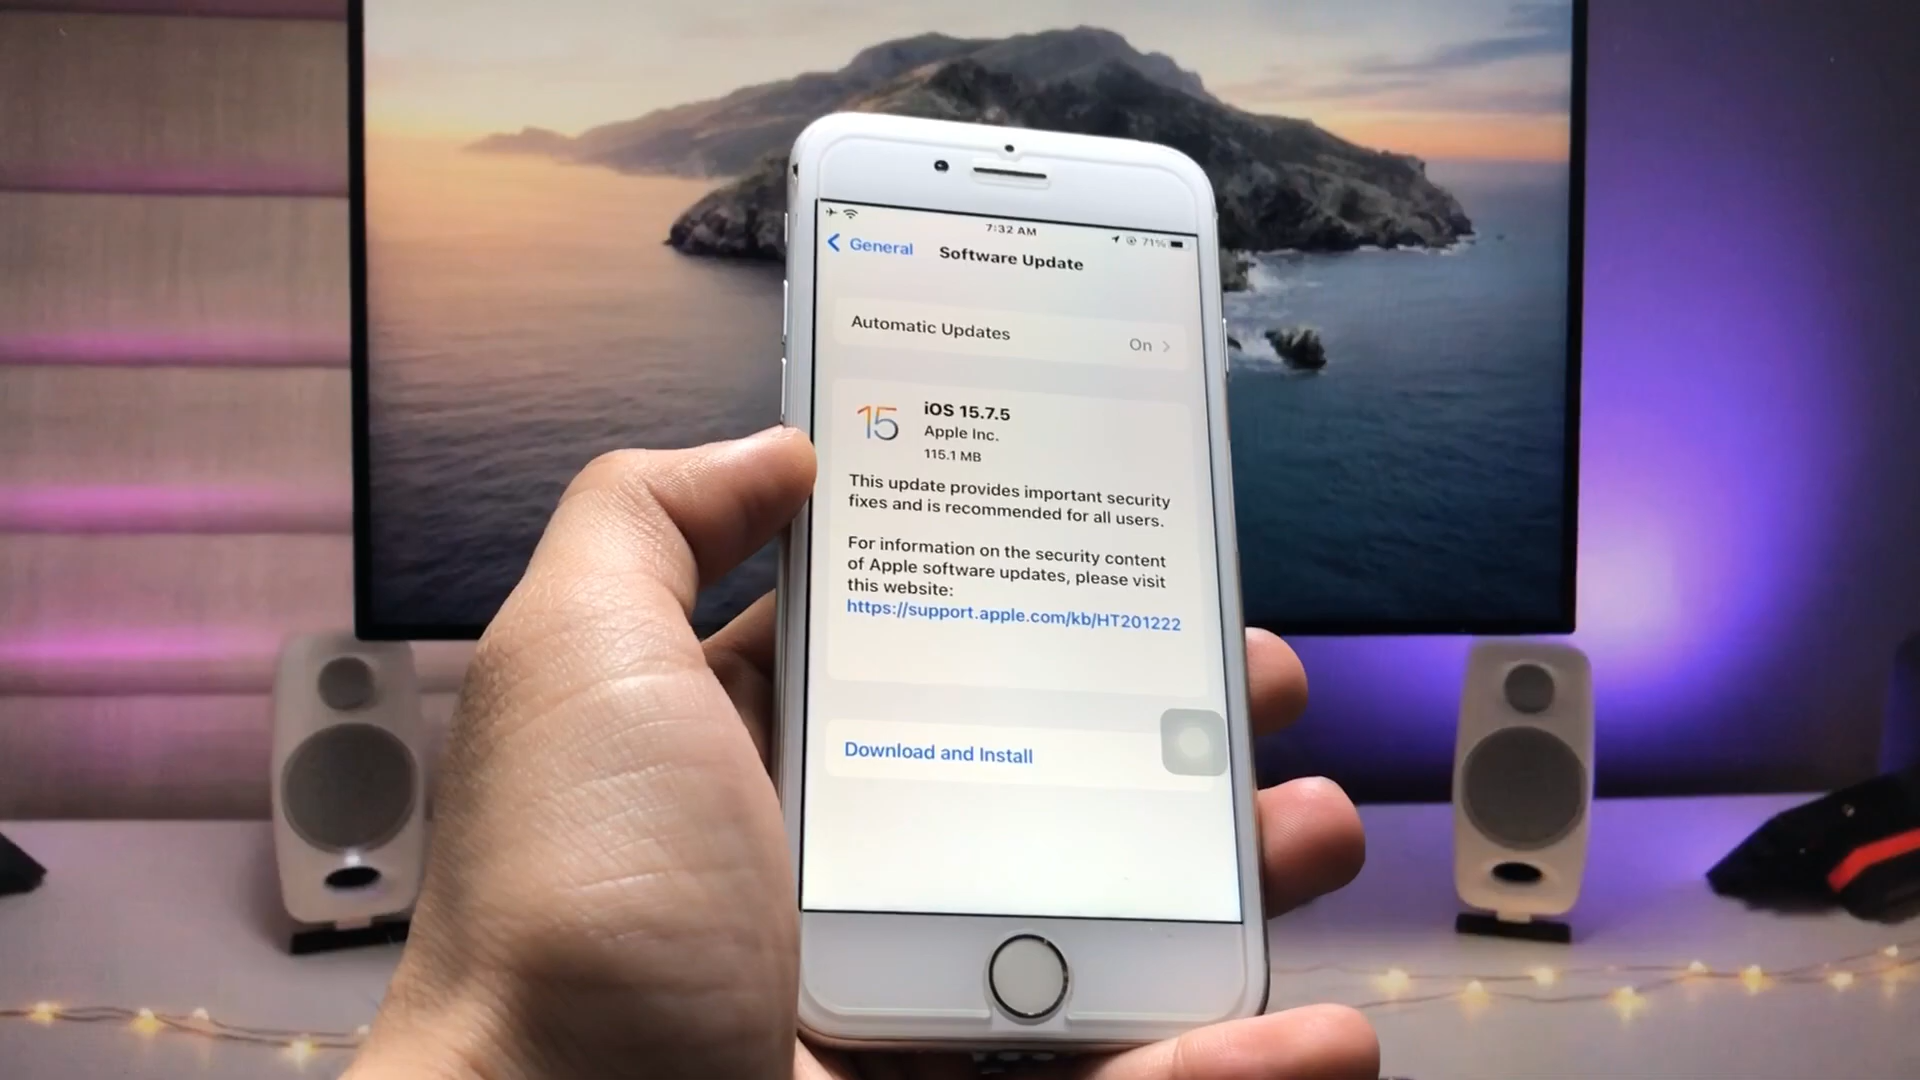 7:32 AM
71%
General
Software Update
Automatic Updates
On
15
iOS 15.7.5
Apple Inc.
115.1 MB
This update provides important security
fixes and is recommended for all users.
For information on the security content
of Apple software updates, please visit
this website:
https://support.apple.com/kb/HT201222
Download and Install